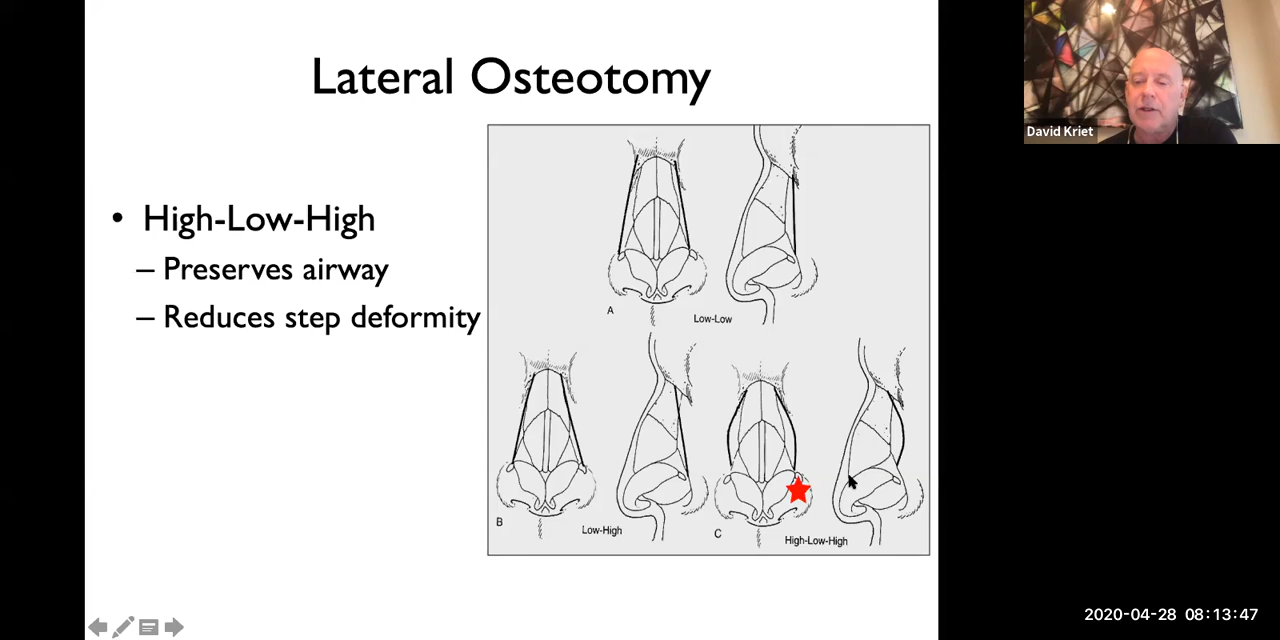 Lateral Osteotomy
• High-Low-High
– Preserves airway
– Reduces step deformity
A
Low-Low
B
Low-High
C
High-Low-High
David Kriet
2020-04-28 08:13:47